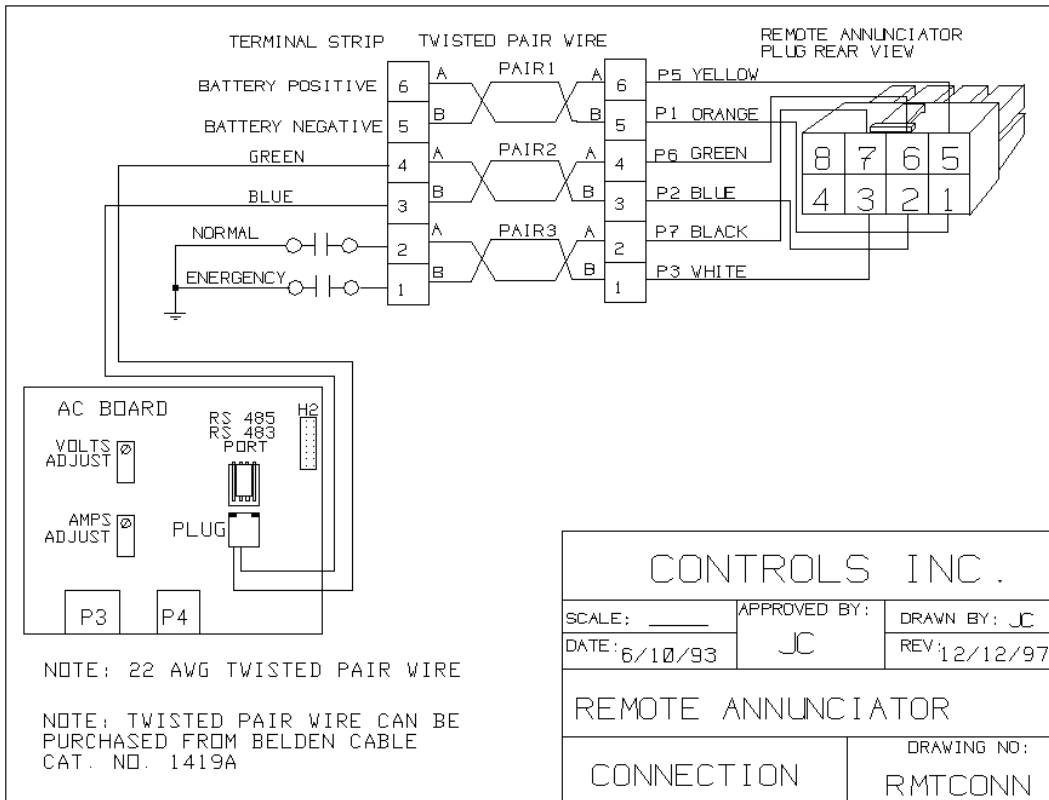 TERMINAL STRIP
TWISTED PAIR WIRE
REMOTE ANNUNCIATOR
PLUG REAR VIEW
BATTERY POSITIVE
6
A
PAIR1
A
6
P5 YELLOW
BATTERY NEGATIVE
5
B
B
5
P1 ORANGE
GREEN
4
A
PAIR2
A
4
P6 GREEN
BLUE
3
B
B
3
P2 BLUE
NORMAL
2
A
PAIR3
A
2
P7 BLACK
ENERGENCY
1
B
B
1
P3 WHITE
8 7 6 5
4 3 2 1
AC BOARD
VOLTS
ADJUST
RS 485
RS 483
PORT
H2
AMPS
ADJUST
PLUG
P3
P4
NOTE: 22 AWG TWISTED PAIR WIRE
NOTE: TWISTED PAIR WIRE CAN BE
PURCHASED FROM BELDEN CABLE
CAT. NO. 1419A
CONTROLS INC.
SCALE: ____
APPROVED BY:
JC
DRAWN BY: JC
DATE: 6/10/93
REV: 12/12/97
REMOTE ANNUNCIATOR
CONNECTION
DRAWING NO:
RMTCONN